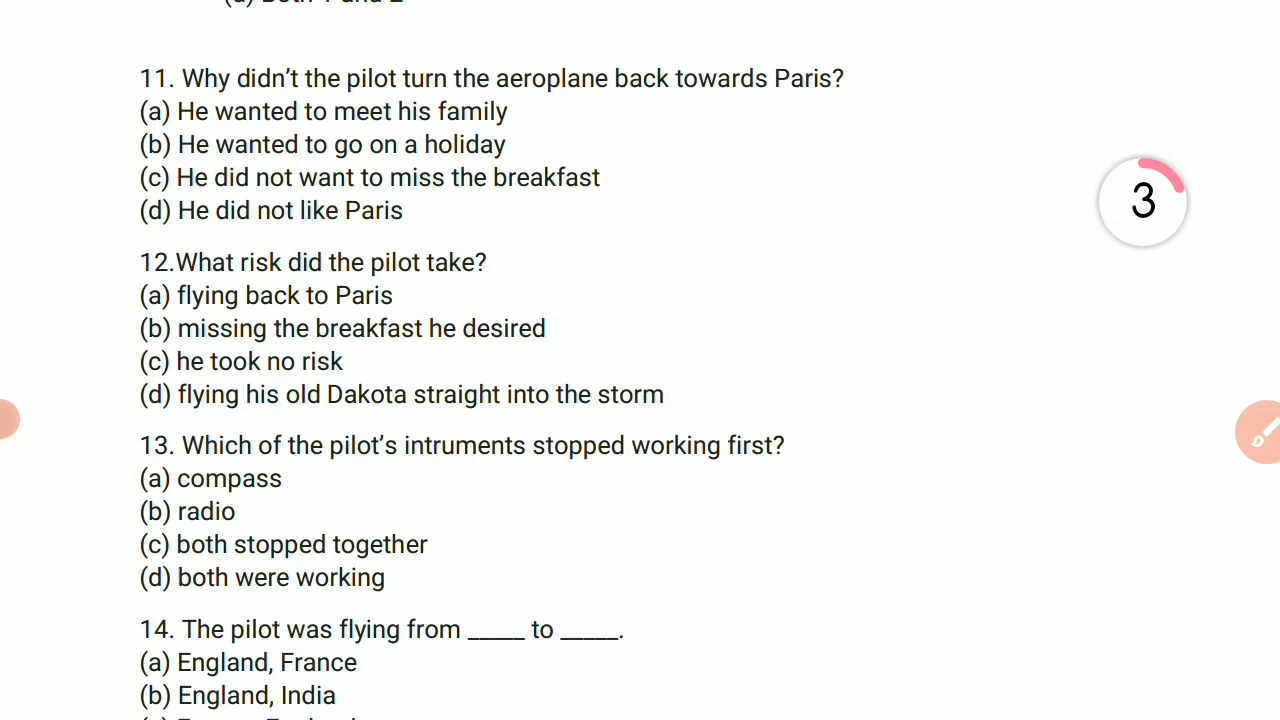 11. Why didn’t the pilot turn the aeroplane back towards Paris?
(a) He wanted to meet his family
(b) He wanted to go on a holiday
(c) He did not want to miss the breakfast
(d) He did not like Paris
3
12.What risk did the pilot take?
(a) flying back to Paris
(b) missing the breakfast he desired
(c) he took no risk
(d) flying his old Dakota straight into the storm
13. Which of the pilot’s intruments stopped working first?
(a) compass
(b) radio
(c) both stopped together
(d) both were working
14. The pilot was flying from _____ to _____.
(a) England, France
(b) England, India